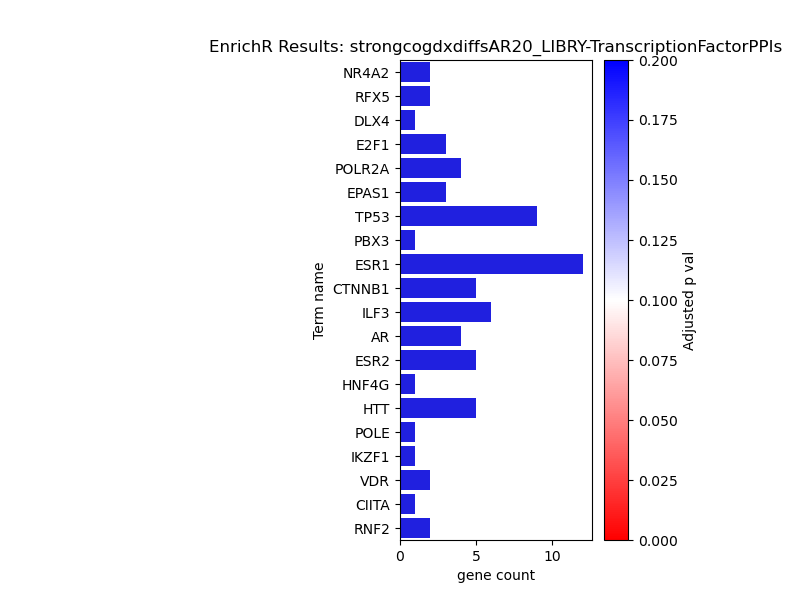 EnrichR Results: strongcogdxdiffsAR20_LIBRY-TranscriptionFactorPPIs
NR4A2
RFX5
DLX4
E2F1
POLR2A
EPAS1
TP53
PBX3
ESR1
CTNNB1
ILF3
AR
ESR2
HNF4G
HTT
POLE
IKZF1
VDR
CIITA
RNF2
Term name
0 5 10
gene count
0.200
0.175
0.150
0.125
0.100
0.075
0.050
0.025
0.000
Adjusted p val